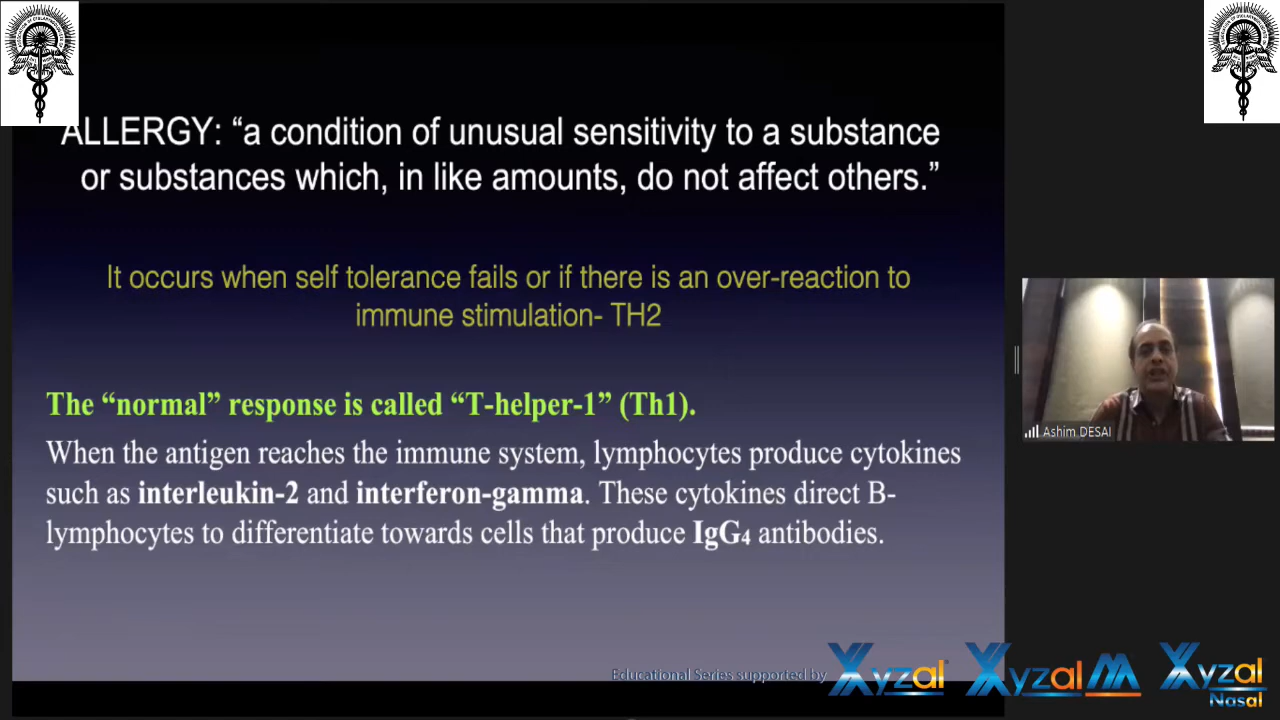 ALLERGY: “a condition of unusual sensitivity to a substance
or substances which, in like amounts, do not affect others.”
It occurs when self tolerance fails or if there is an over-reaction to
immune stimulation- TH2
The “normal” response is called “T-helper-1” (Th1).
When the antigen reaches the immune system, lymphocytes produce cytokines
such as interleukin-2 and interferon-gamma. These cytokines direct B-
lymphocytes to differentiate towards cells that produce IgG4 antibodies.
Ashim DESAI
Educational Series supported by
Xyzal
Xyzal M
Xyzal
Nasal